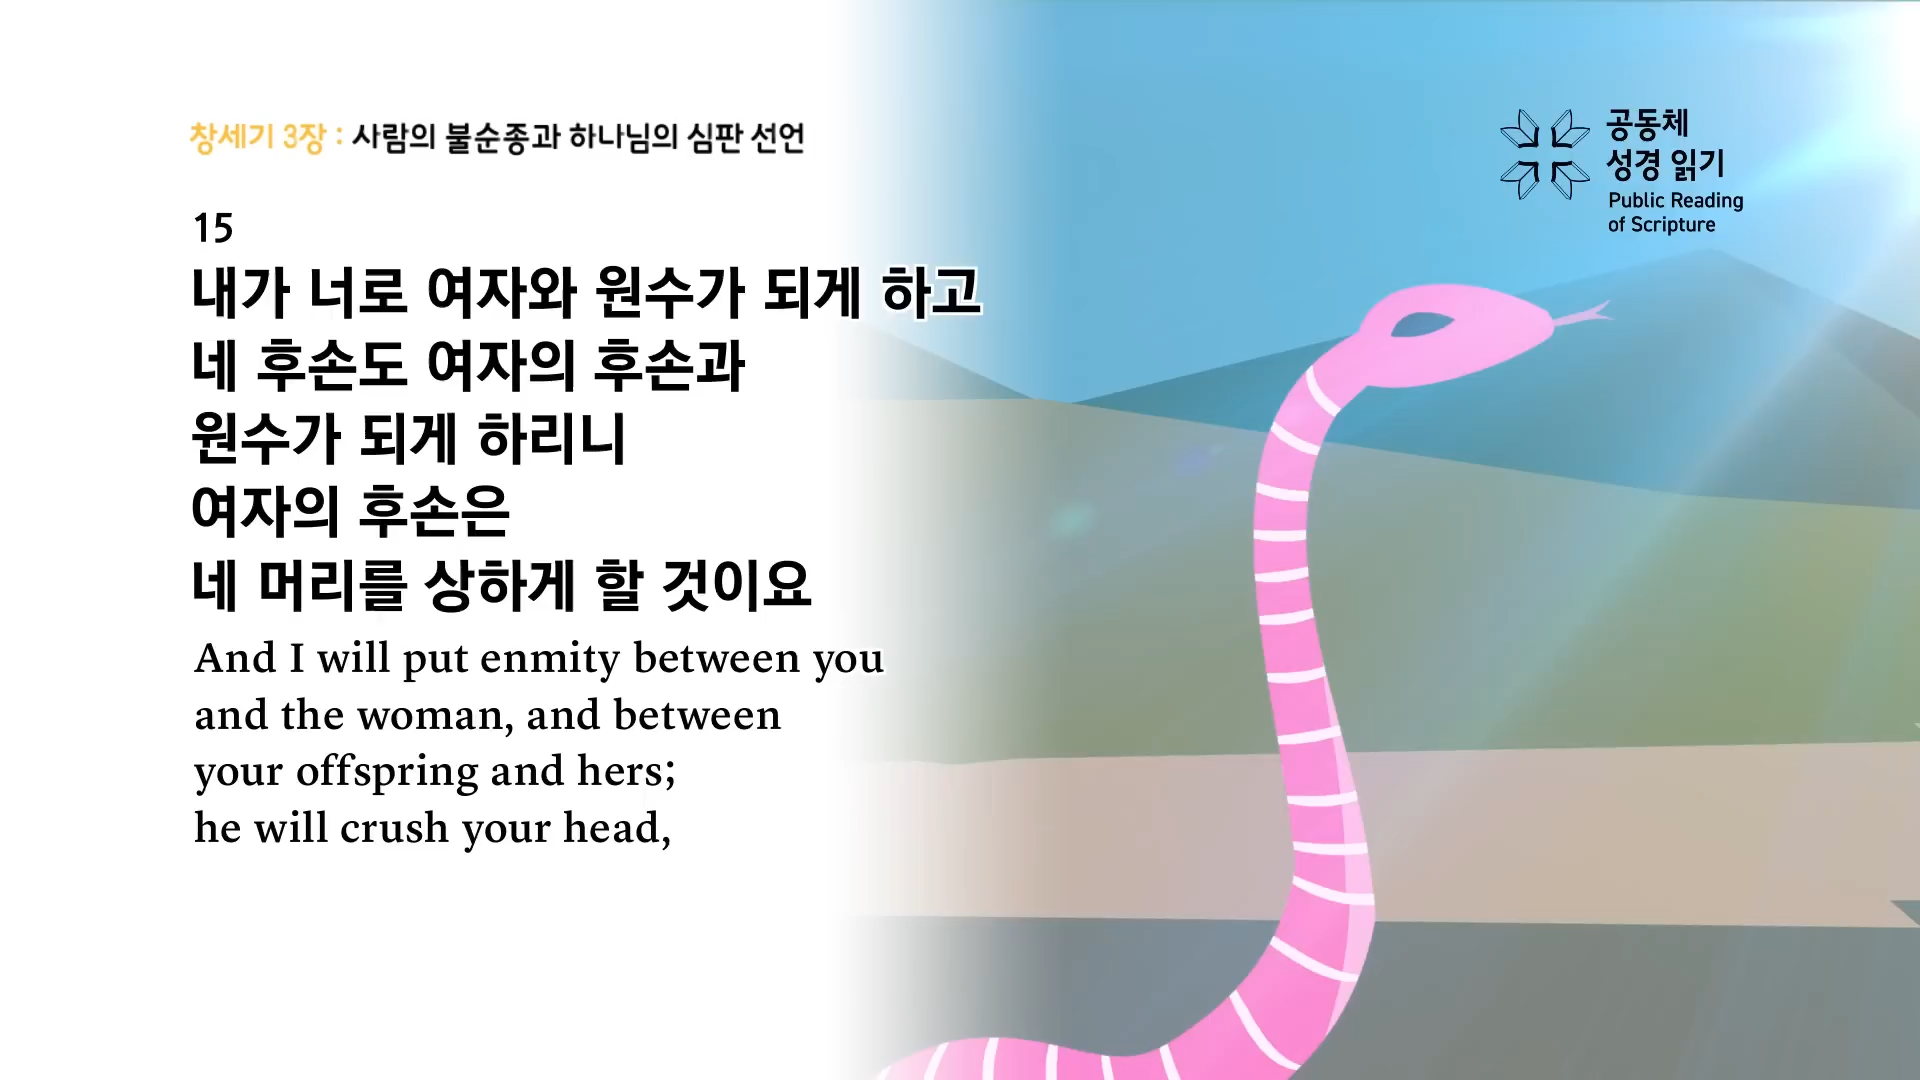 창세기 3장 : 사람의 불순종과 하나님의 심판 선언
공동체
성경 읽기
Public Reading
of Scripture
15
내가 너로 여자와 원수가 되게 하고
네 후손도 여자의 후손과
원수가 되게 하리니
여자의 후손은
네 머리를 상하게 할 것이요
And I will put enmity between you
and the woman, and between
your offspring and hers;
he will crush your head,